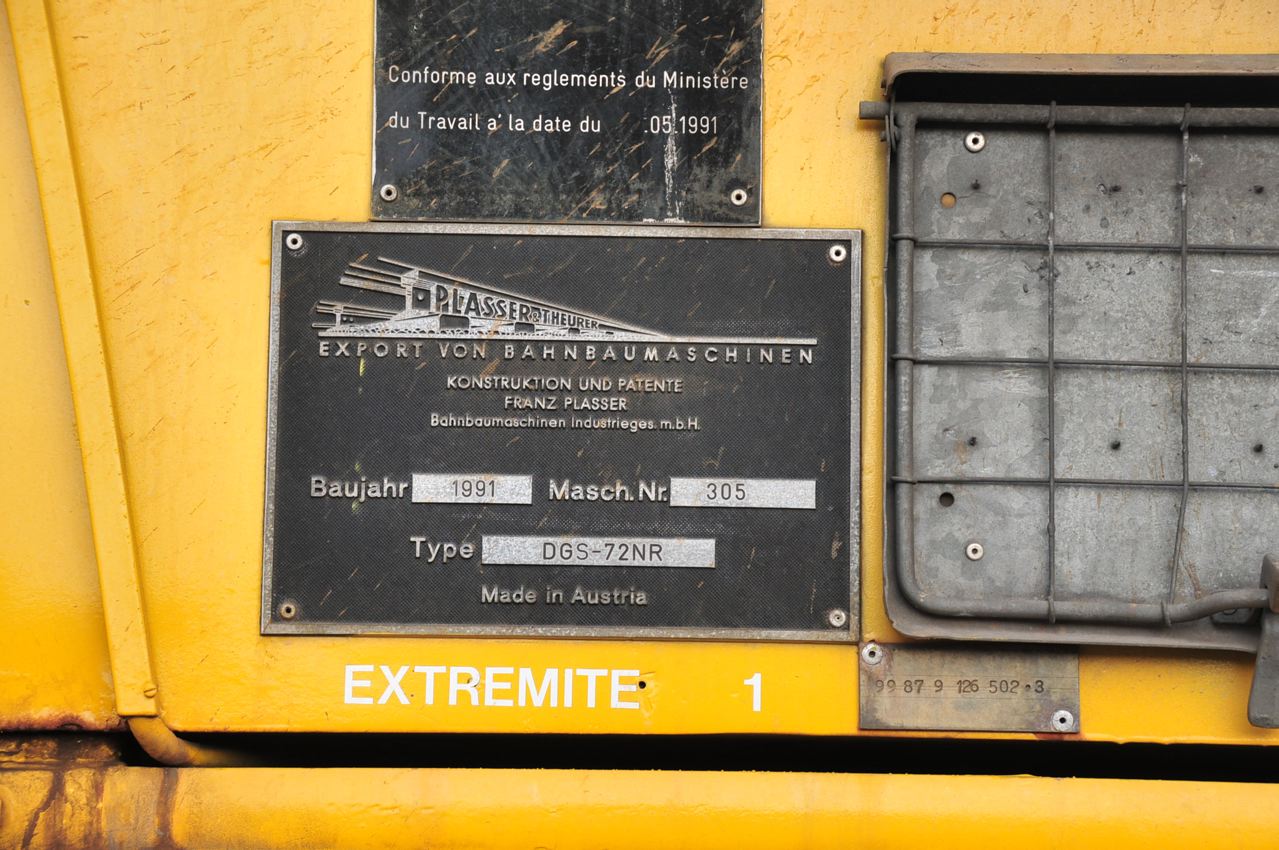 Conforme aux reglements du Ministère
du Travail a' la date du .05.1991
PLASSER & THEURER
EXPORT VON BAHNBAUMASCHINEN
KONSTRUKTION UND PATENTE
FRANZ PLASSER
Bahnbaumaschinen Industrieges. m.b.H.
Baujahr 1991 Masch.Nr. 305
Type DGS-72NR
Made in Austria
EXTREMITE 1
99 87 9 126 502-3